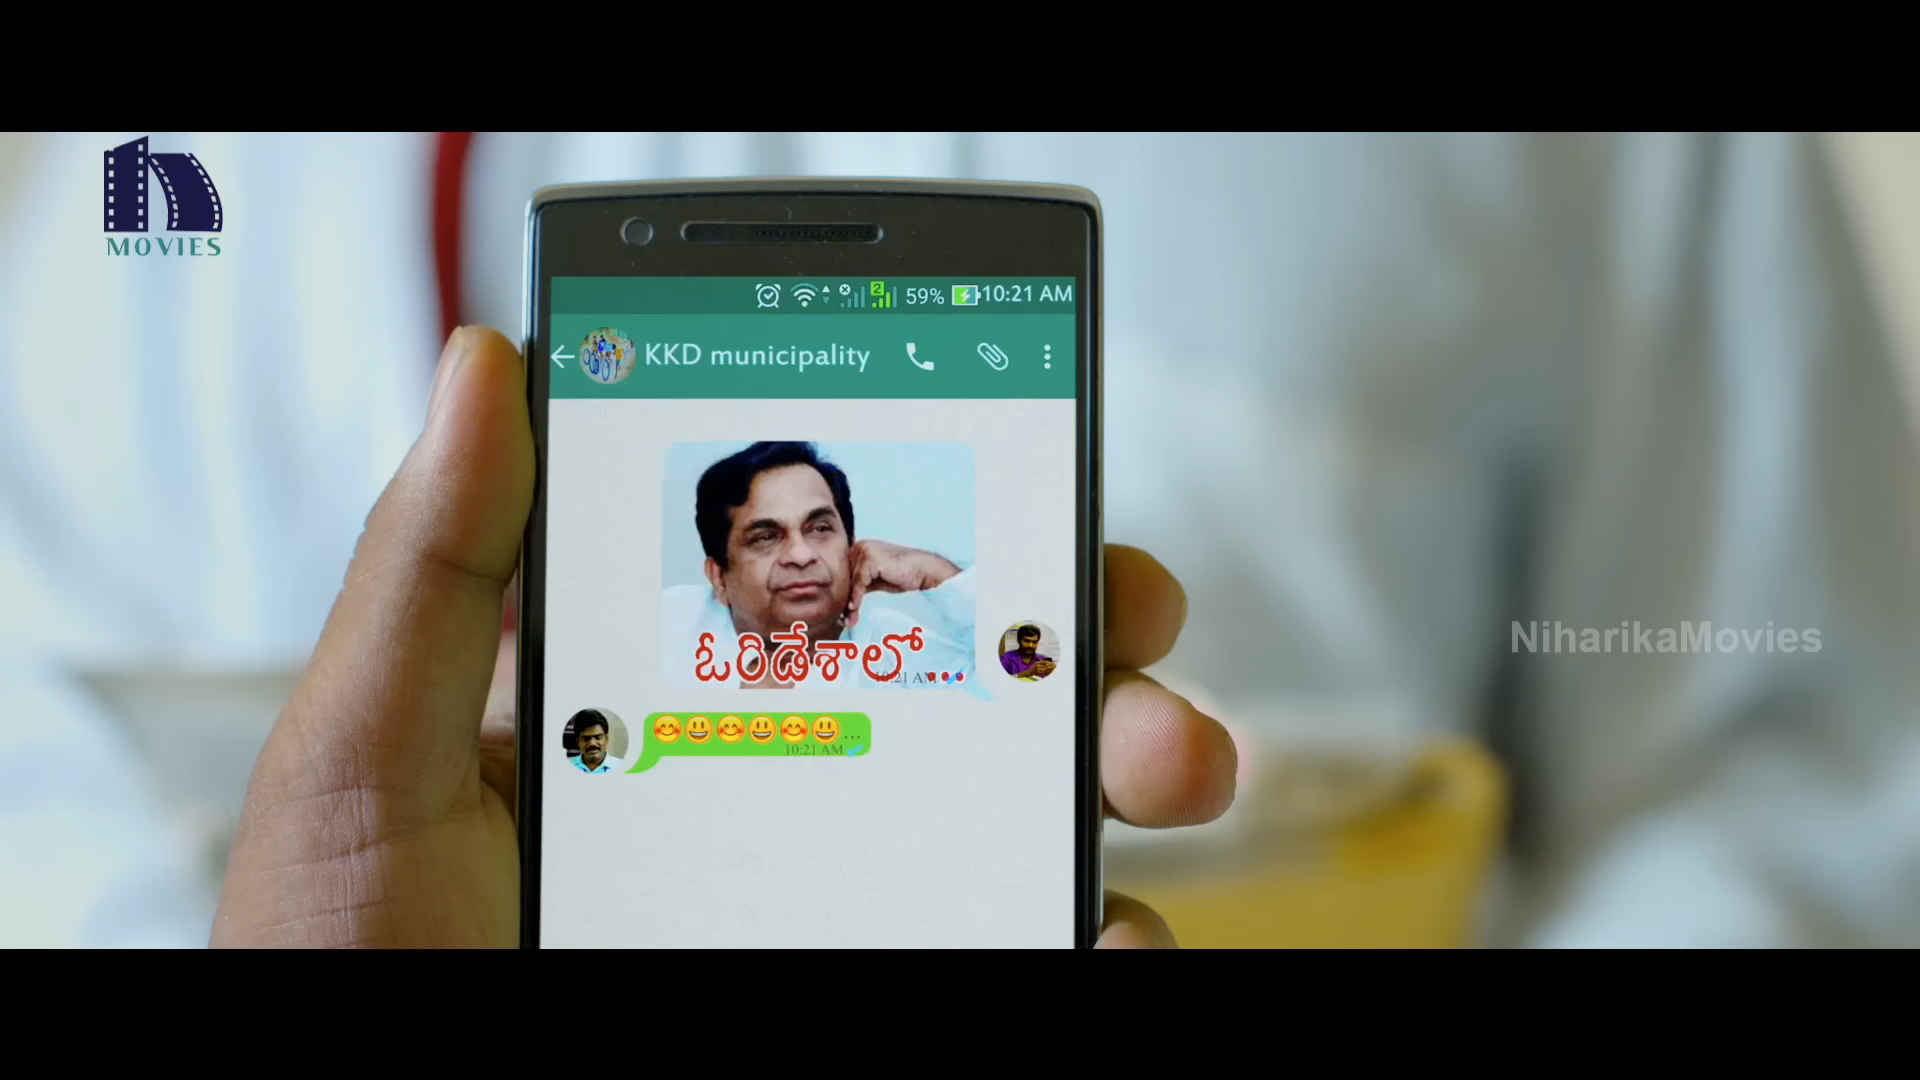 MOVIES
59% 10:21 AM
KKD municipality
ఓరిడేశాలో...
10:21 AM
😊😃😊😃😊😃...
10:21 AM
NiharikaMovies